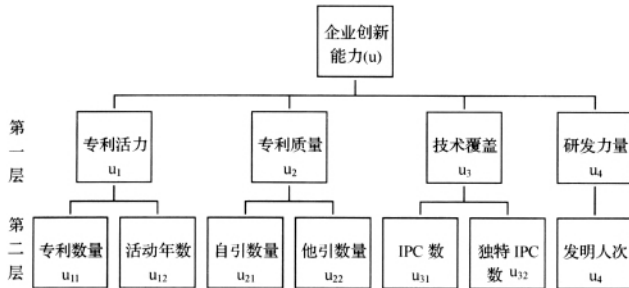 企业创新
能力(u)
第一层
专利活力
u₁
专利质量
u₂
技术覆盖
u₃
研发力量
u₄
第二层
专利数量
u₁₁
活动年数
u₁₂
自引数量
u₂₁
他引数量
u₂₂
IPC 数
u₃₁
独特 IPC
数 u₃₂
发明人次
u₄